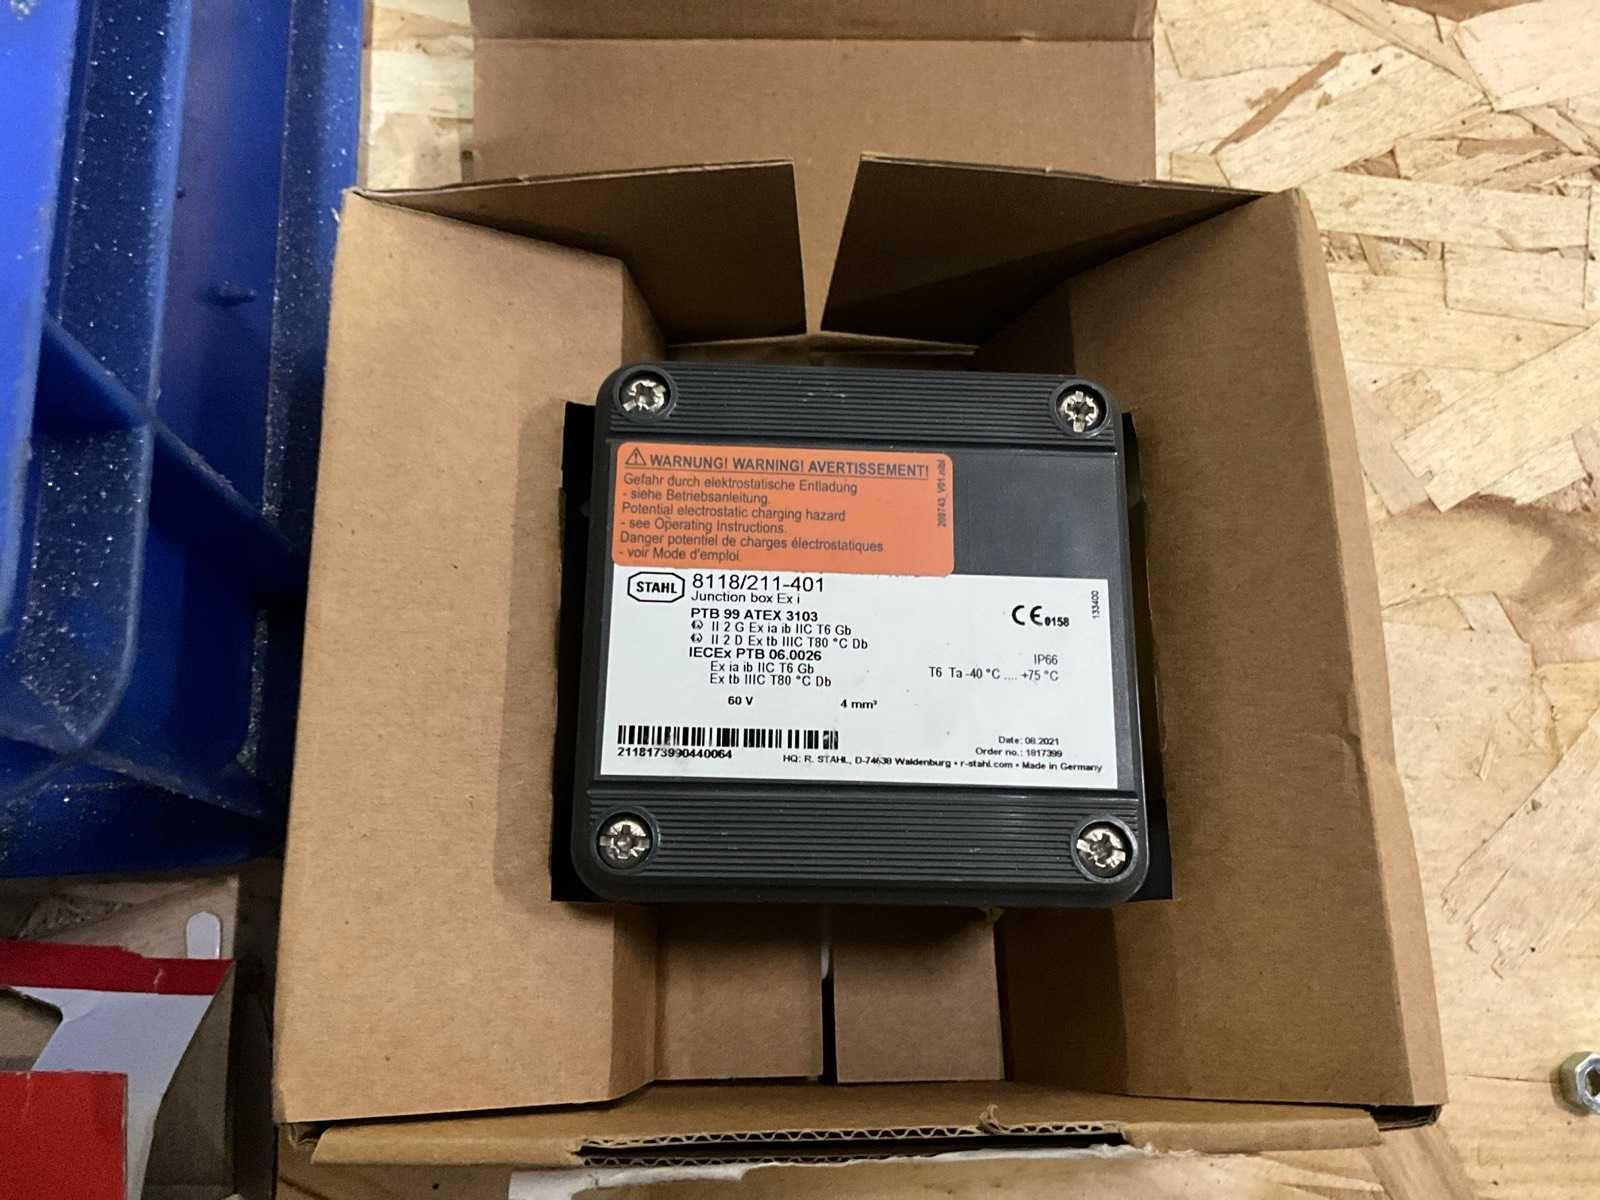 WARNUNG! WARNING! AVERTISSEMENT!
Gefahr durch elektrostatische Entladung
- siehe Betriebsanleitung.
Potential electrostatic charging hazard
- see Operating Instructions.
Danger potentiel de charges électrostatiques
- voir Mode d'emploi.
STAHL
8118/211-401
Junction box Ex i
PTB 99 ATEX 3103
II 2 G Ex ia ib IIC T6 Gb
II 2 D Ex tb IIIC T80 °C Db
IECEx PTB 06.0026
Ex ia ib IIC T6 Gb
Ex tb IIIC T80 °C Db
60 V 4 mm²
CE 0158
133400
IP66
T6 Ta -40 °C .... +75 °C
2118173990440064
Date: 08.2021
Order no.: 1817399
HQ: R. STAHL, D-74638 Waldenburg • r-stahl.com • Made in Germany